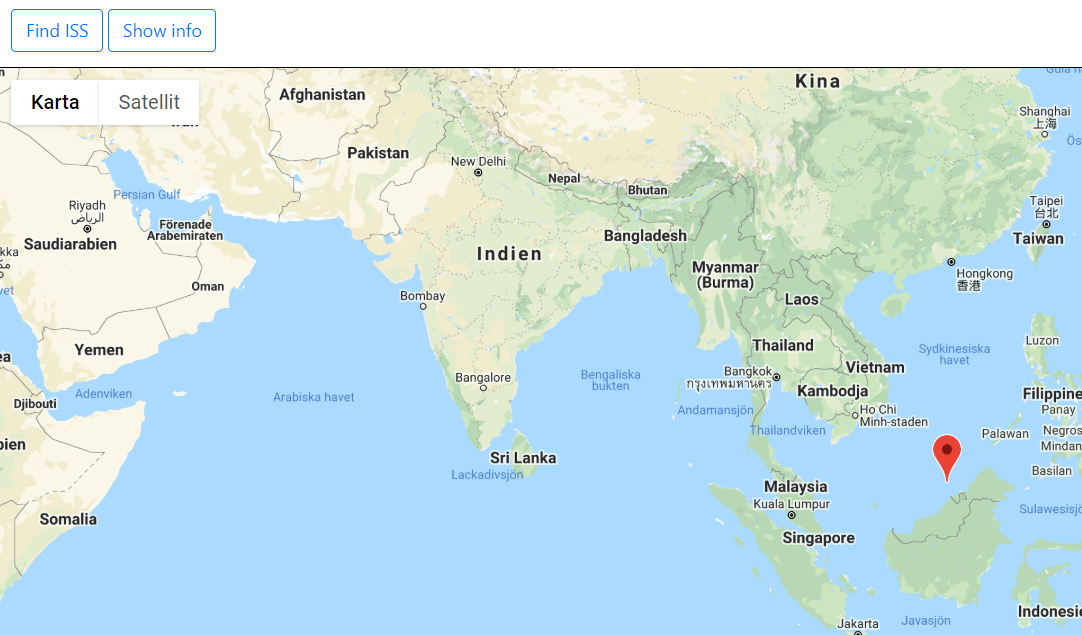 Find ISS
Show info
Karta
Satellit
Afghanistan
Kina
Shanghai
上海
Pakistan
New Delhi
Nepal
Bhutan
Persian Gulf
Riyadh
الرياض
Förenade
Arabemiraten
Saudiarabien
Taipei
台北
Taiwan
Bangladesh
Indien
Myanmar
(Burma)
Hongkong
香港
Oman
Bombay
Laos
Yemen
Thailand
Sydkinesiska
havet
Luzon
Vietnam
Bengaliska
bukten
Bangkok
กรุงเทพมหานคร
Bangalore
Kambodja
Adenviken
Arabiska havet
Djibouti
Andamansjön
Ho Chi
Minh-staden
Filippine
Panay
Thailandviken
Palawan
Negros
Mindan
Sri Lanka
Lackadivsjön
Basilan
Malaysia
Kuala Lumpur
Somalia
Singapore
Sulawesisjö
Indonesie
Jakarta
Javasjön